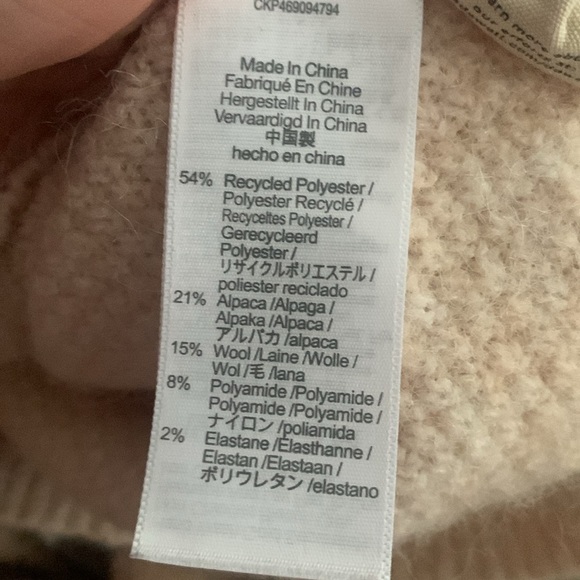 CKP469094794
Made In China
Fabriqué En Chine
Hergestellt In China
Vervaardigd In China
中国製
hecho en china
54% Recycled Polyester /
Polyester Recyclé /
Recyceltes Polyester /
Gerecycleerd
Polyester /
リサイクルポリエステル /
poliester reciclado
21% Alpaca /Alpaga /
Alpaka /Alpaca /
アルパカ /alpaca
15% Wool /Laine /Wolle /
Wol /毛 /lana
8% Polyamide /Polyamide /
Polyamide /Polyamide /
ナイロン /poliamida
2% Elastane /Élasthanne /
Elastan /Elastaan /
ポリウレタン /elastano
more
our